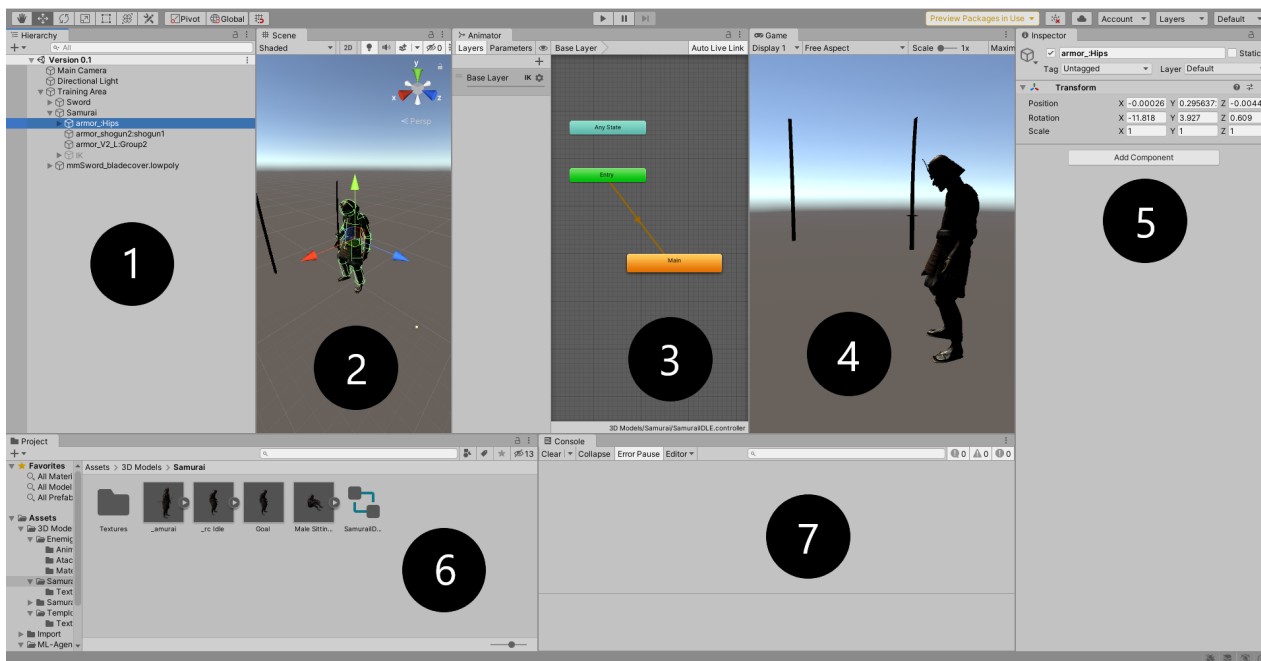 Pivot Global Preview Packages in Use Account Layers Default
Hierarchy
All
Version 0.1
Main Camera
Directional Light
Training Area
Sword
Samurai
armor_:Hips
armor_shogun2:shogun1
armor_V2_L:Group2
IK
mmSword_bladecover.lowpoly
1
Scene
Shaded 2D 0
y
x z
Persp
2
Animator
Layers Parameters Base Layer Auto Live Link
Base Layer IK
Any State
Entry
Main
3
3D Models/Samurai/SamuraiIDLE.controller
Game
Display 1 Free Aspect Scale 1x Maxim
4
Inspector
armor_:Hips Static
Tag Untagged Layer Default
Transform
Position X -0.00026 Y 0.295637: Z -0.0044
Rotation X -11.818 Y 3.927 Z 0.609
Scale X 1 Y 1 Z 1
Add Component
5
Project
13
Favorites
All Materi
All Model
All Prefab
Assets
3D Mode
Enemig
Anim
Atac
Mate
Samura
Text
Samura
Templo
Text
Import
ML-Agen
Assets > 3D Models > Samurai
Textures _amurai _rc Idle Goal Male Sittin... SamuraiID...
6
Console
Clear Collapse Error Pause Editor 0 0 0
7